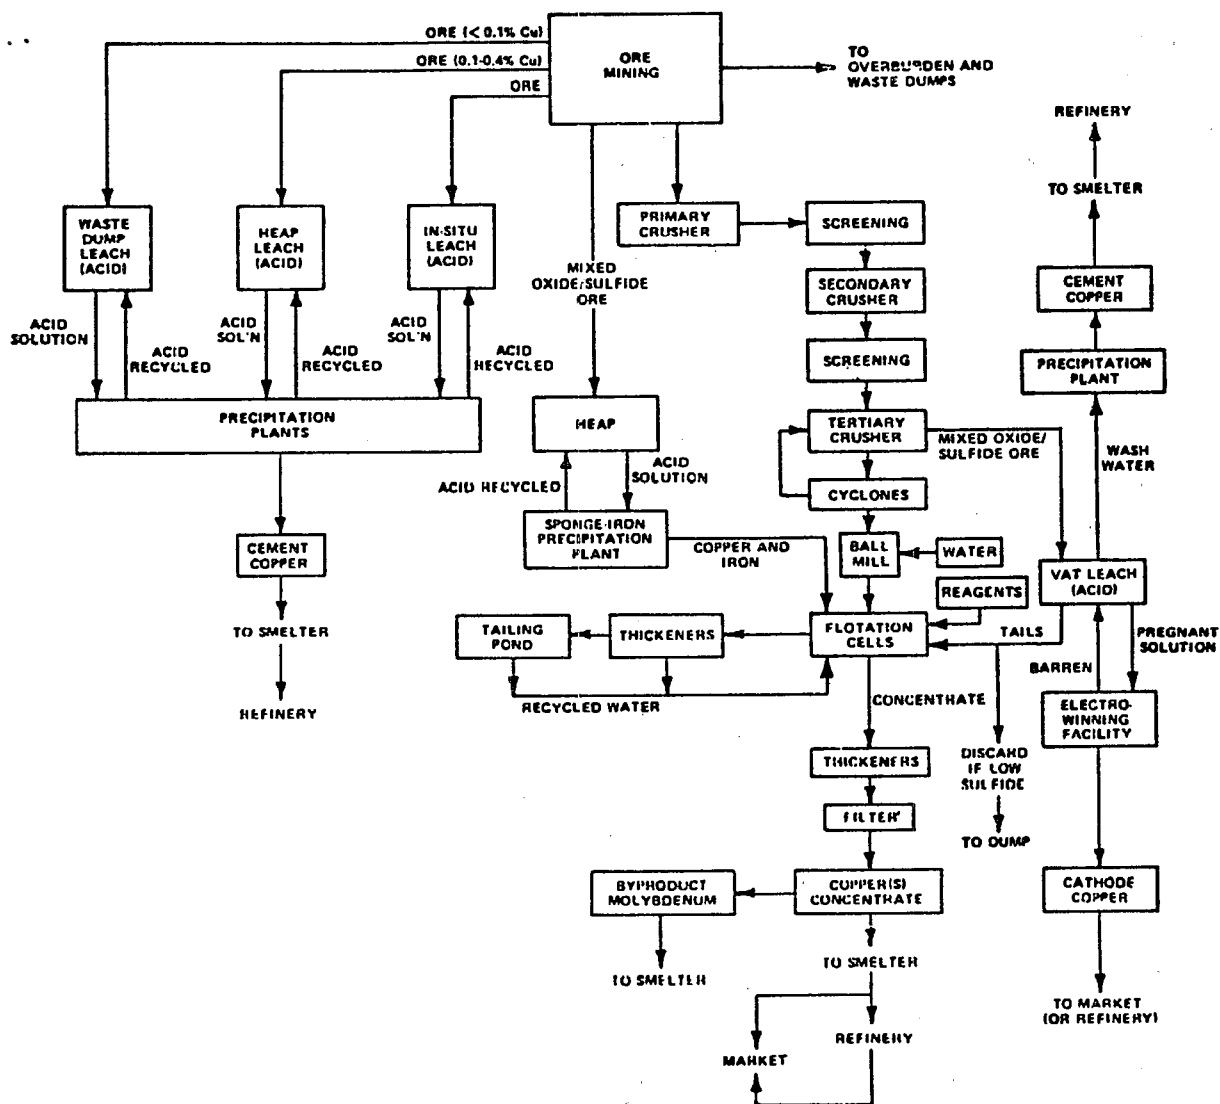 ORE (< 0.1% Cu)
ORE (0.1-0.4% Cu)
ORE
ORE
MINING
TO
OVERBURDEN AND
WASTE DUMPS
REFINERY
TO SMELTER
WASTE
DUMP
LEACH
(ACID)
HEAP
LEACH
(ACID)
IN-SITU
LEACH
(ACID)
PRIMARY
CRUSHER
SCREENING
MIXED
OXIDE/SULFIDE
ORE
SECONDARY
CRUSHER
CEMENT
COPPER
ACID
SOLUTION
ACID
RECYCLED
ACID
SOL'N
ACID
RECYCLED
ACID
SOL'N
ACID
RECYCLED
SCREENING
PRECIPITATION
PLANT
PRECIPITATION
PLANTS
HEAP
TERTIARY
CRUSHER
MIXED OXIDE/
SULFIDE ORE
WASH
WATER
ACID RECYCLED
ACID
SOLUTION
CYCLONES
SPONGE-IRON
PRECIPITATION
PLANT
COPPER AND
IRON
BALL
MILL
WATER
CEMENT
COPPER
VAT LEACH
(ACID)
REAGENTS
TO SMELTER
TAILING
POND
THICKENERS
FLOTATION
CELLS
TAILS
PREGNANT
SOLUTION
BARREN
RECYCLED WATER
CONCENTRATE
REFINERY
ELECTRO-
WINNING
FACILITY
THICKENERS
DISCARD
IF LOW
SULFIDE
FILTER
TO DUMP
BYPRODUCT
MOLYBDENUM
COPPER(S)
CONCENTRATE
CATHODE
COPPER
TO SMELTER
TO SMELTER
TO MARKET
(OR REFINERY)
MARKET
REFINERY